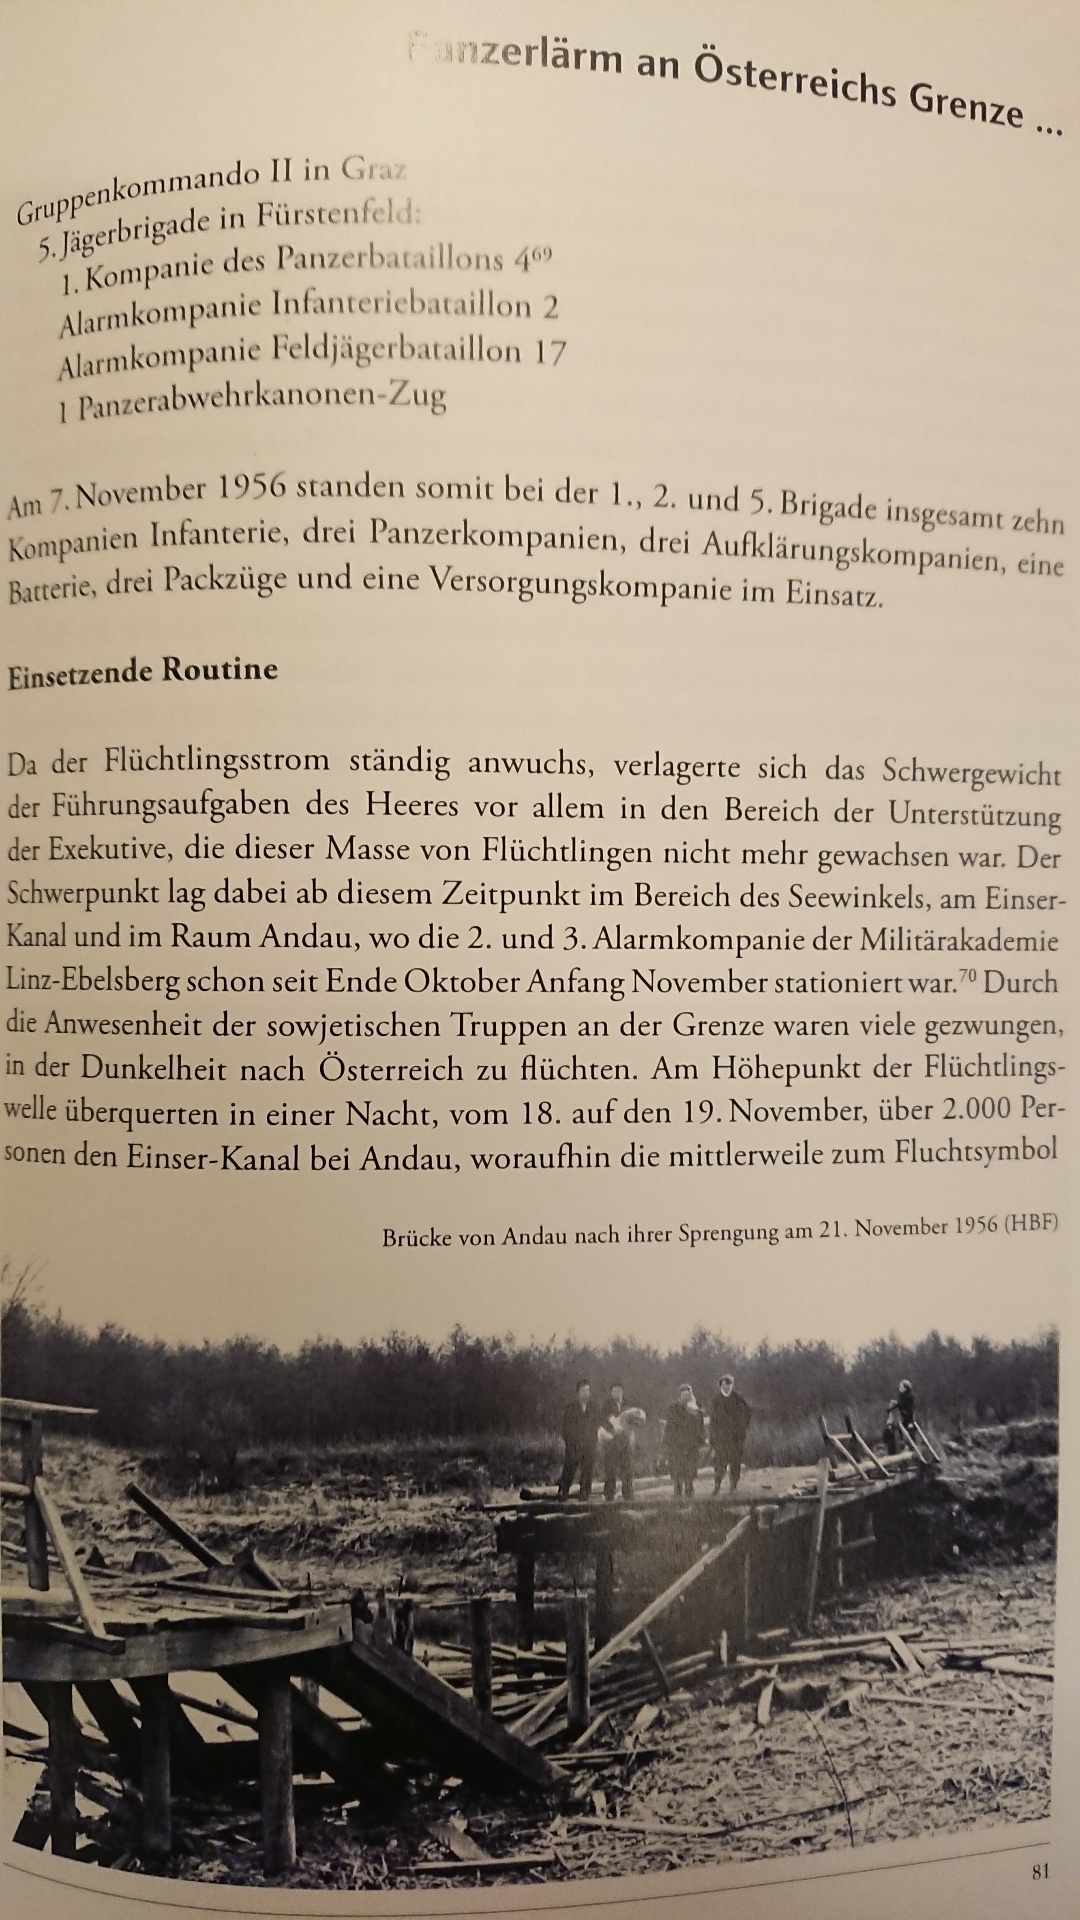 Panzerlärm an Österreichs Grenze ...
Gruppenkommando II in Graz
5. Jägerbrigade in Fürstenfeld:
1. Kompanie des Panzerbataillons 4⁶⁹
Alarmkompanie Infanteriebataillon 2
Alarmkompanie Feldjägerbataillon 17
1 Panzerabwehrkanonen-Zug
Am 7. November 1956 standen somit bei der 1., 2. und 5. Brigade insgesamt zehn
Kompanien Infanterie, drei Panzerkompanien, drei Aufklärungskompanien, eine
Batterie, drei Packzüge und eine Versorgungskompanie im Einsatz.
Einsetzende Routine
Da der Flüchtlingsstrom ständig anwuchs, verlagerte sich das Schwergewicht
der Führungsaufgaben des Heeres vor allem in den Bereich der Unterstützung
der Exekutive, die dieser Masse von Flüchtlingen nicht mehr gewachsen war. Der
Schwerpunkt lag dabei ab diesem Zeitpunkt im Bereich des Seewinkels, am Einser-
Kanal und im Raum Andau, wo die 2. und 3. Alarmkompanie der Militärakademie
Linz-Ebelsberg schon seit Ende Oktober Anfang November stationiert war.⁷⁰ Durch
die Anwesenheit der sowjetischen Truppen an der Grenze waren viele gezwungen,
in der Dunkelheit nach Österreich zu flüchten. Am Höhepunkt der Flüchtlings-
welle überquerten in einer Nacht, vom 18. auf den 19. November, über 2.000 Per-
sonen den Einser-Kanal bei Andau, woraufhin die mittlerweile zum Fluchtsymbol
Brücke von Andau nach ihrer Sprengung am 21. November 1956 (HBF)
81